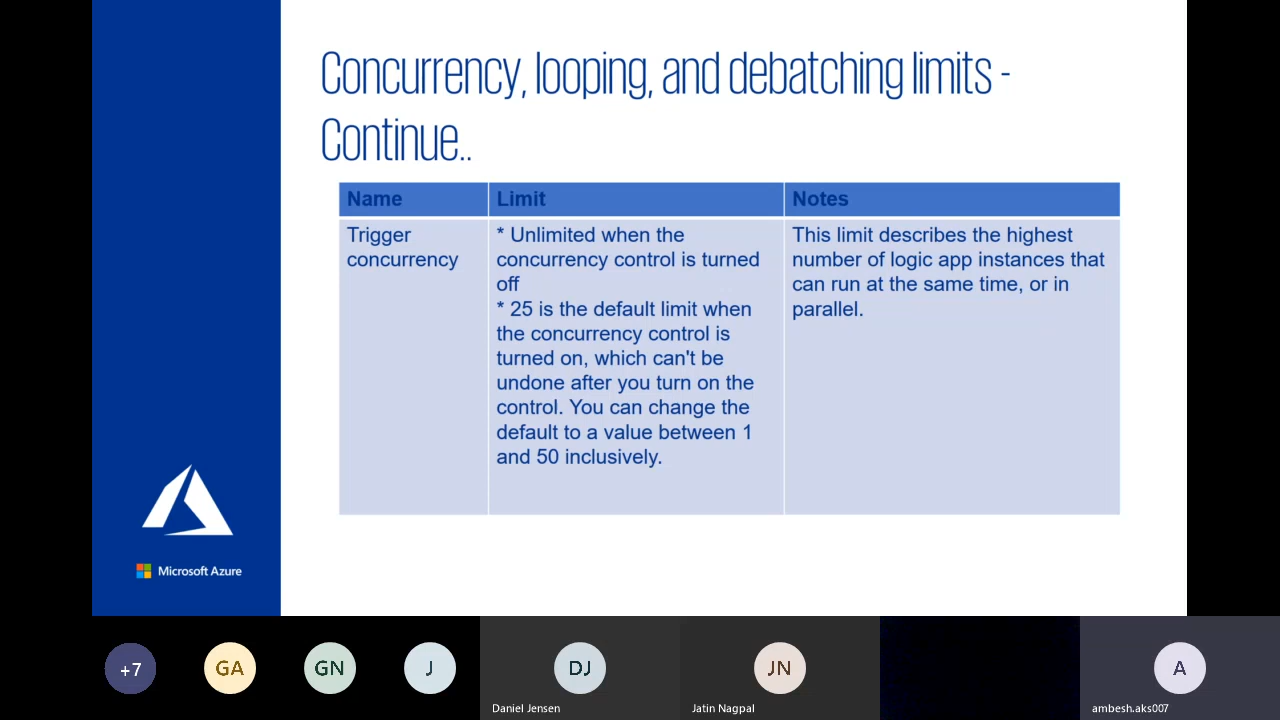 Concurrency, looping, and debatching limits -
Continue..
Name
Limit
Notes
Trigger
concurrency
* Unlimited when the
concurrency control is turned
off
* 25 is the default limit when
the concurrency control is
turned on, which can't be
undone after you turn on the
control. You can change the
default to a value between 1
and 50 inclusively.
This limit describes the highest
number of logic app instances that
can run at the same time, or in
parallel.
Microsoft Azure
+7
GA
GN
J
DJ
Daniel Jensen
JN
Jatin Nagpal
A
ambesh.aks007